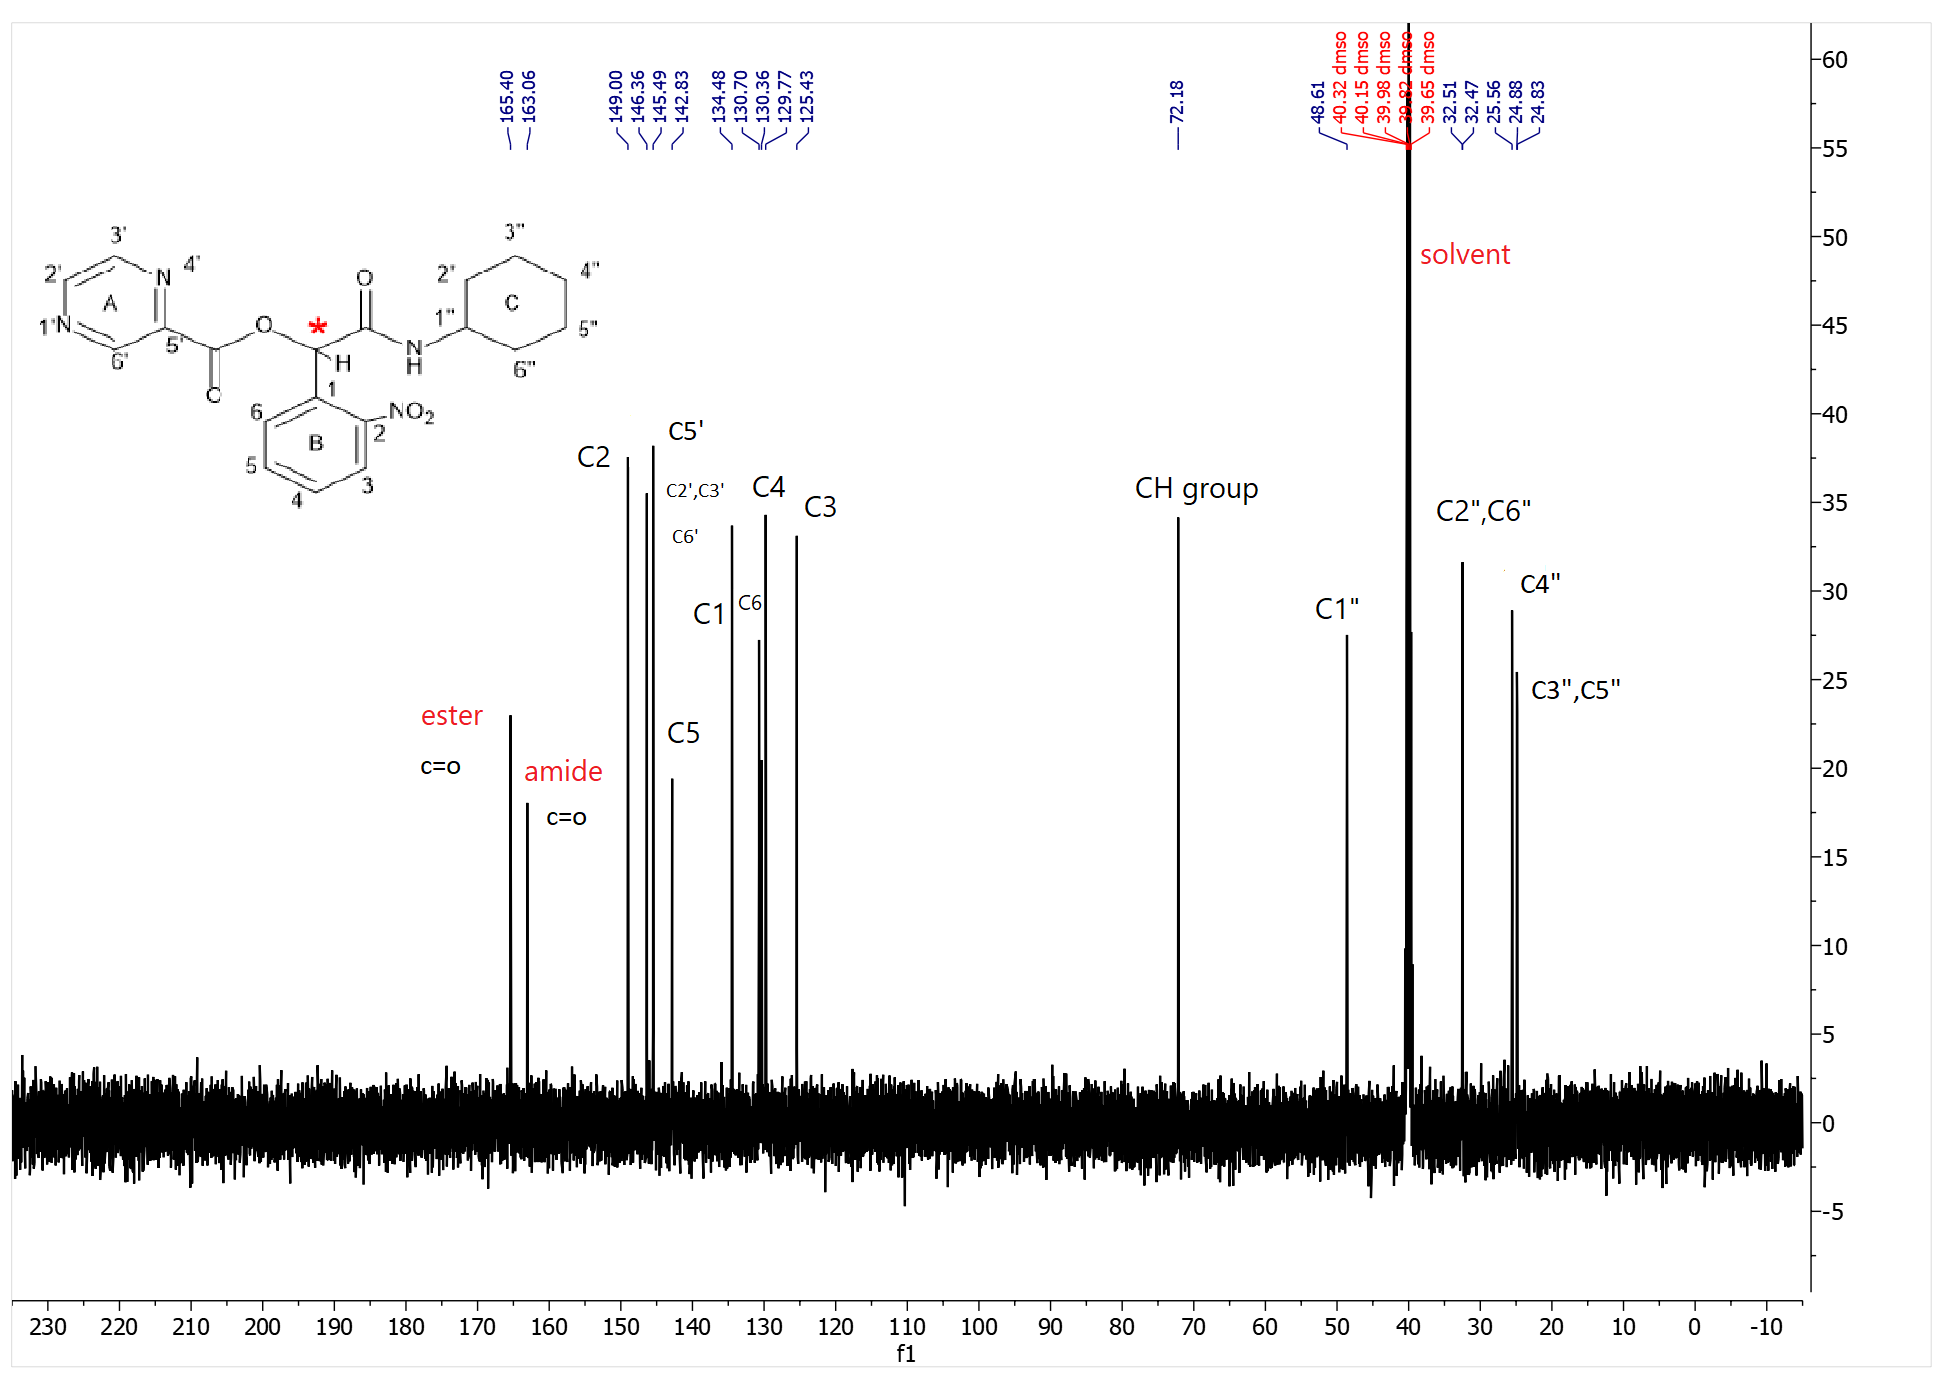 165.40
163.06
149.00
146.36
145.49
142.83
134.48
130.70
130.36
129.77
125.43
72.18
48.61
40.32 dmso
40.15 dmso
39.98 dmso
39.82 dmso
39.65 dmso
32.51
32.47
25.56
24.88
24.83
60
55
50
45
40
35
30
25
20
15
10
5
0
-5
solvent
3'
2'
N
4'
A
1'
N
6'
5'
O
*
H
O
O
N
H
1"
2'
3"
4"
5"
6"
C
1
2
3
4
5
6
B
NO2
C2
C5'
C2',C3'
C6'
C4
C3
C1
C6
C5
ester
c=o
amide
c=o
CH group
C1"
C2",C6"
C4"
C3",C5"
230 220 210 200 190 180 170 160 150 140 130 120 110 100 90 80 70 60 50 40 30 20 10 0 -10
f1